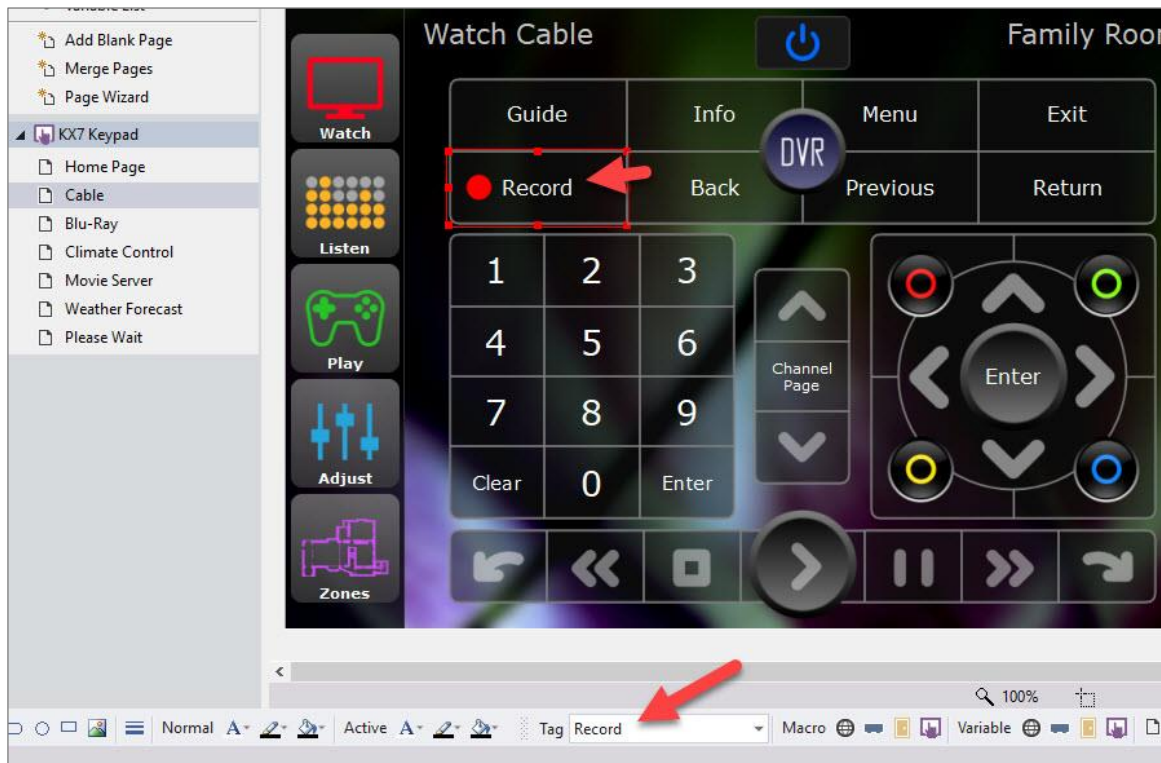 Add Blank Page
Merge Pages
Page Wizard
KX7 Keypad
Home Page
Cable
Blu-Ray
Climate Control
Movie Server
Weather Forecast
Please Wait
Watch
Listen
Play
Adjust
Zones
Watch Cable
Family Roo
Guide
Info
Menu
Exit
DVR
Record
Back
Previous
Return
1 2 3
4 5 6
7 8 9
Clear 0 Enter
Channel
Page
Enter
100%
Normal A Active A Tag Record Macro Variable